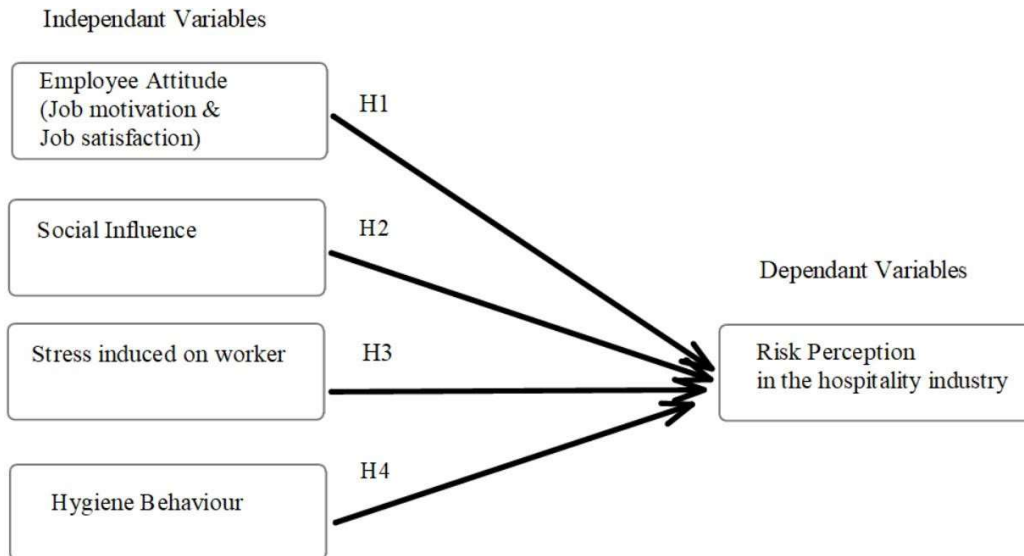 Independant Variables
Employee Attitude
(Job motivation &
Job satisfaction)
H1
Social Influence
H2
Stress induced on worker
H3
Hygiene Behaviour
H4
Dependant Variables
Risk Perception
in the hospitality industry